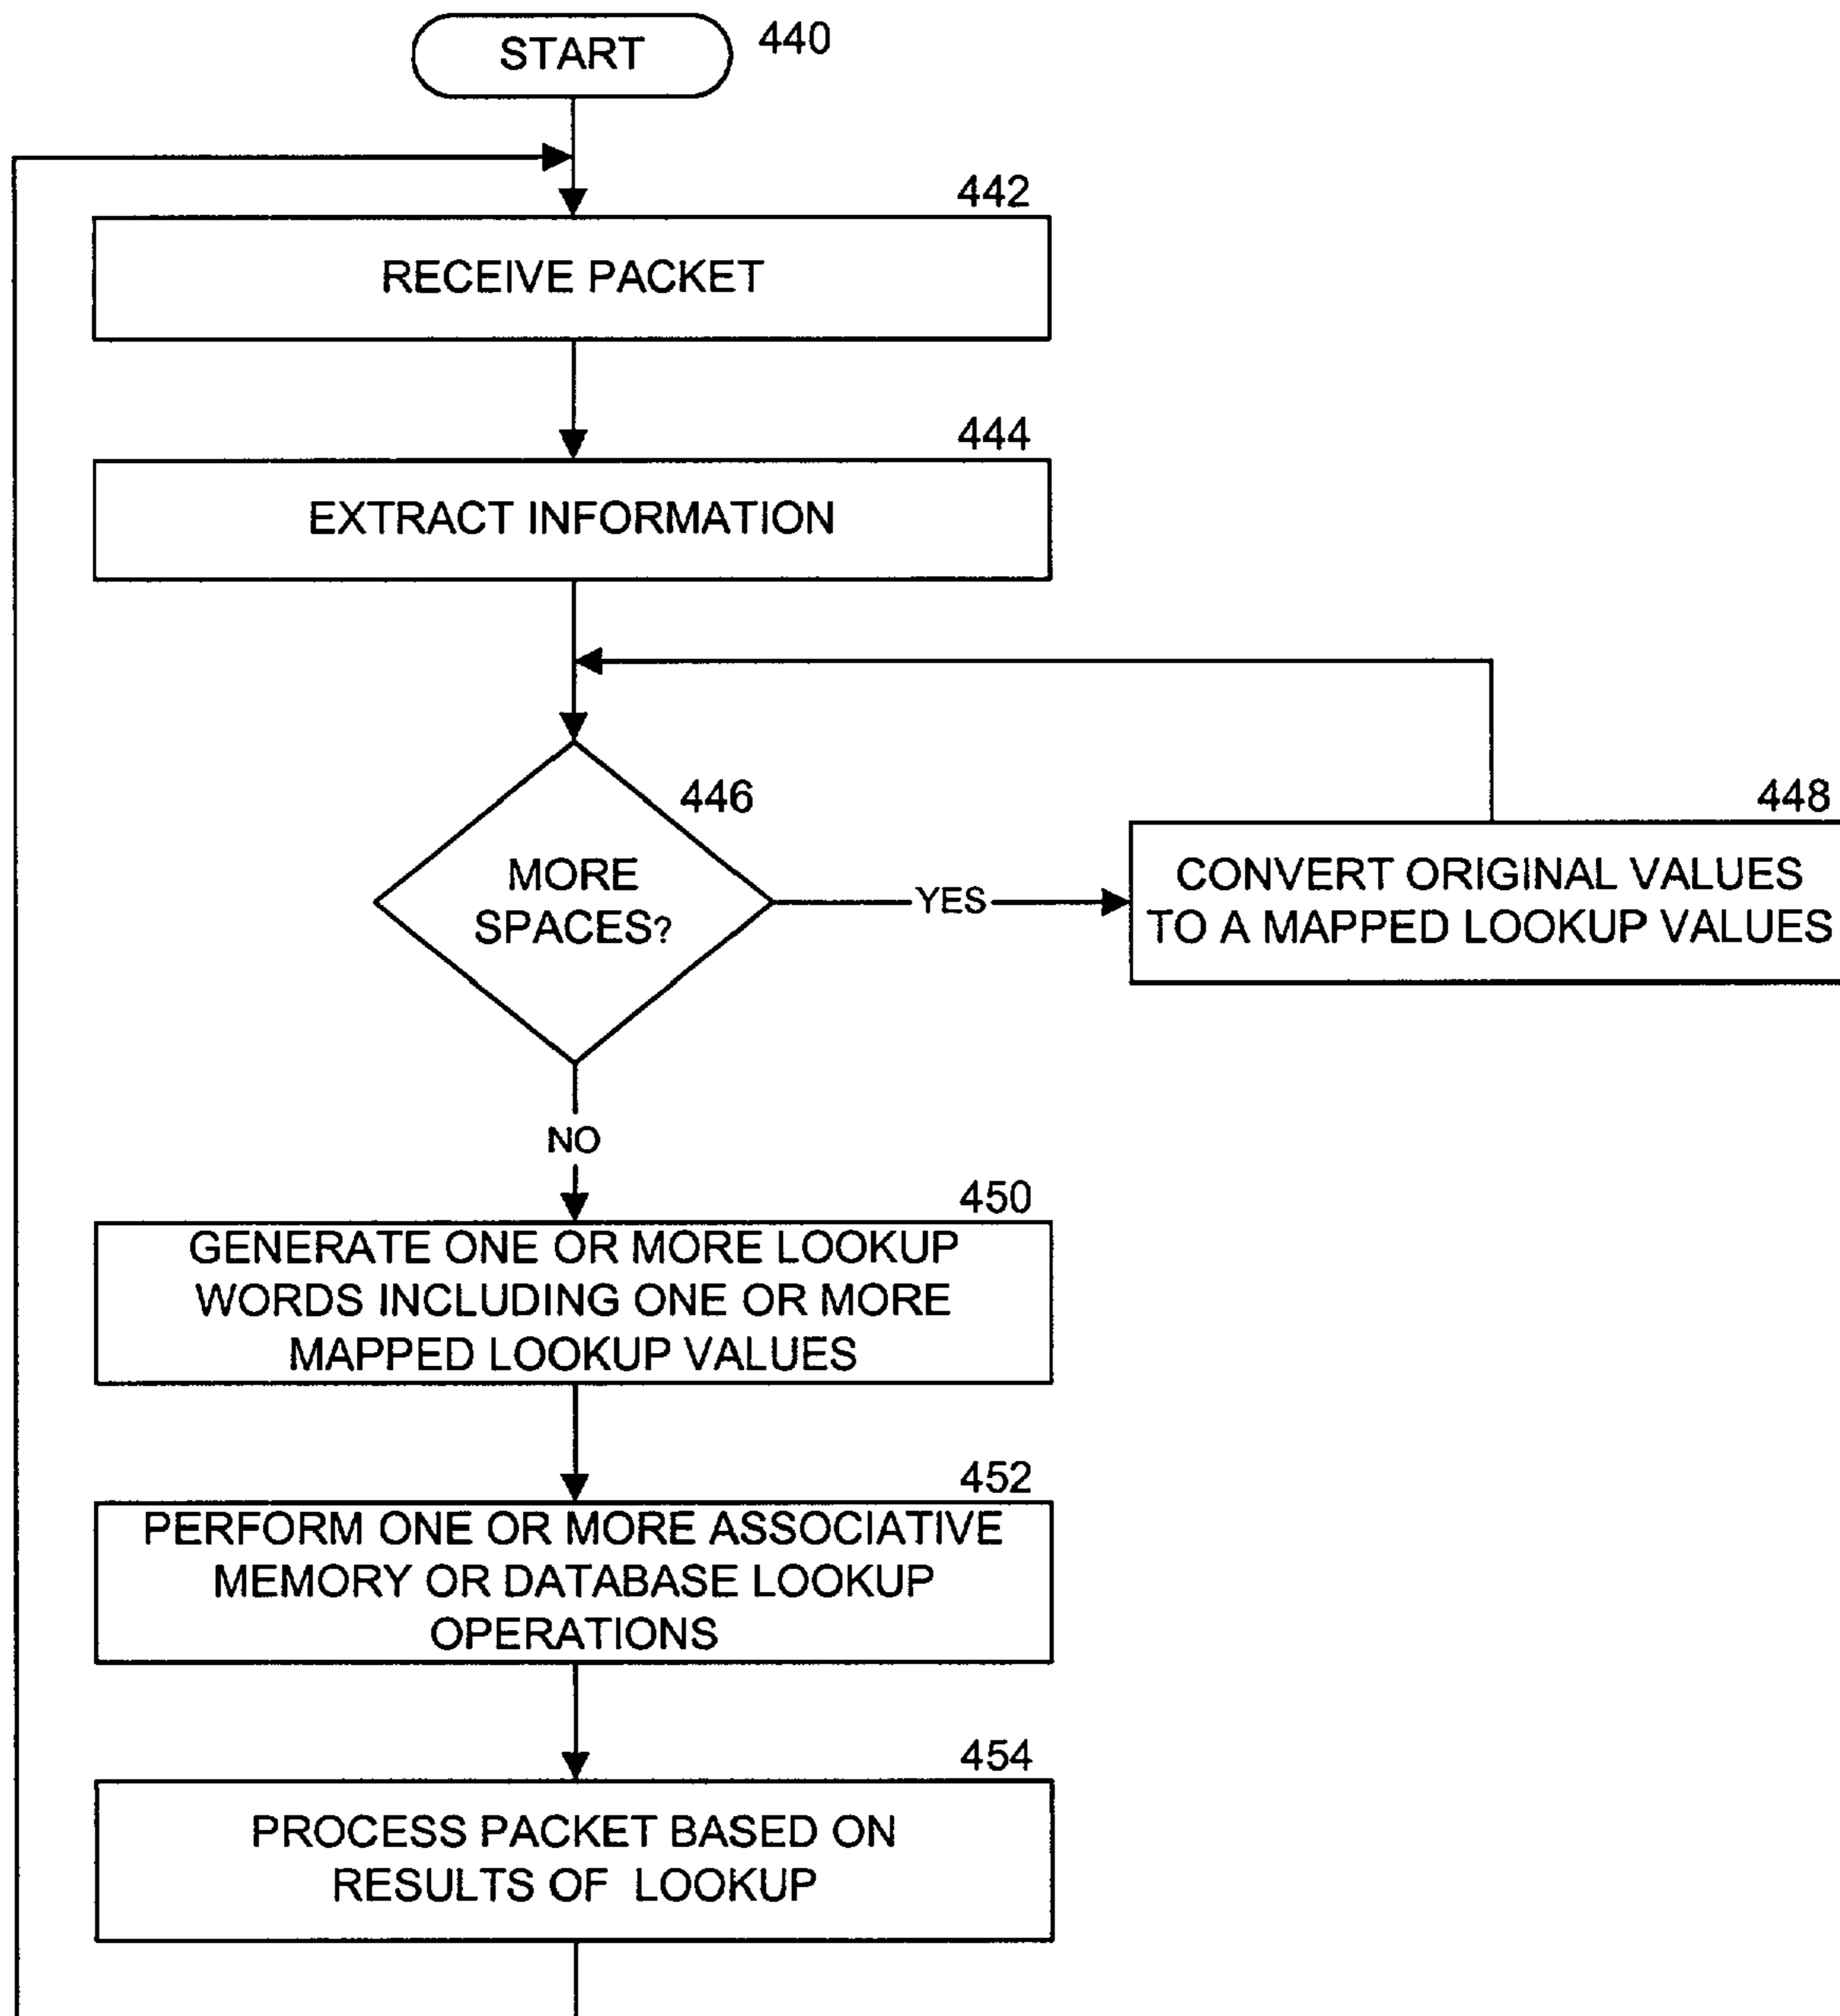 START
440
442
RECEIVE PACKET
444
EXTRACT INFORMATION
446
MORE
SPACES?
YES
448
CONVERT ORIGINAL VALUES
TO A MAPPED LOOKUP VALUES
NO
450
GENERATE ONE OR MORE LOOKUP
WORDS INCLUDING ONE OR MORE
MAPPED LOOKUP VALUES
452
PERFORM ONE OR MORE ASSOCIATIVE
MEMORY OR DATABASE LOOKUP
OPERATIONS
454
PROCESS PACKET BASED ON
RESULTS OF LOOKUP